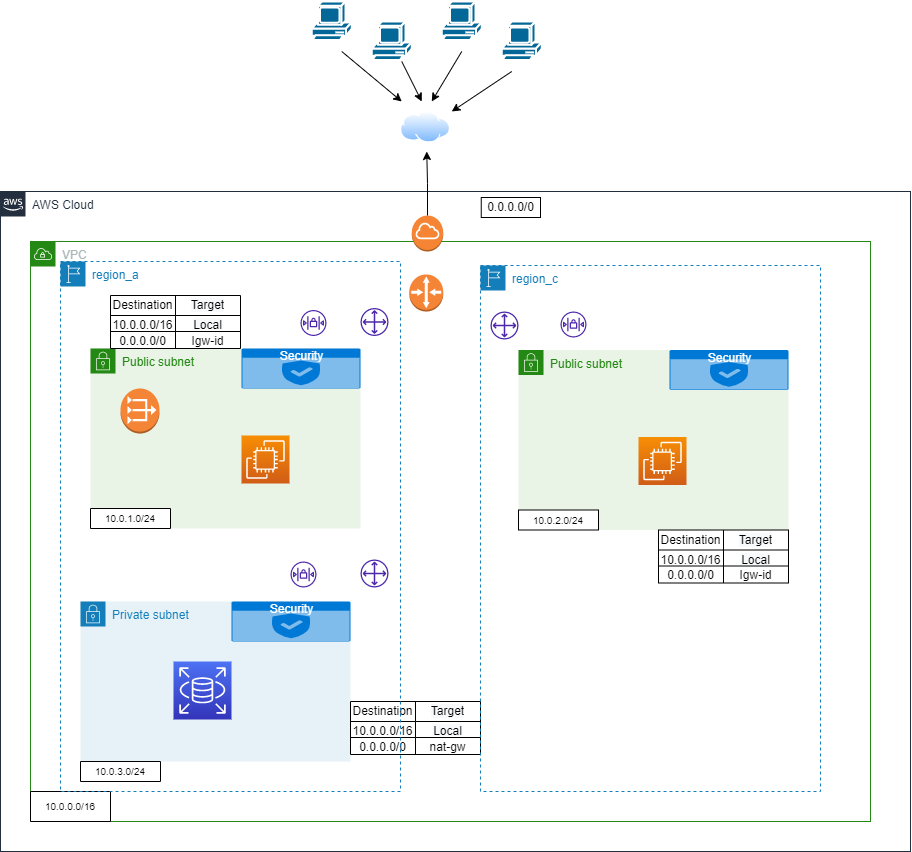 aws
AWS Cloud
0.0.0.0/0
VPC
region_a
region_c
Destination Target
10.0.0.0/16 Local
0.0.0.0/0 Igw-id
Public subnet
Security
Public subnet
Security
10.0.1.0/24
10.0.2.0/24
Destination Target
10.0.0.0/16 Local
0.0.0.0/0 Igw-id
Private subnet
Security
Destination Target
10.0.0.0/16 Local
0.0.0.0/0 nat-gw
10.0.3.0/24
10.0.0.0/16